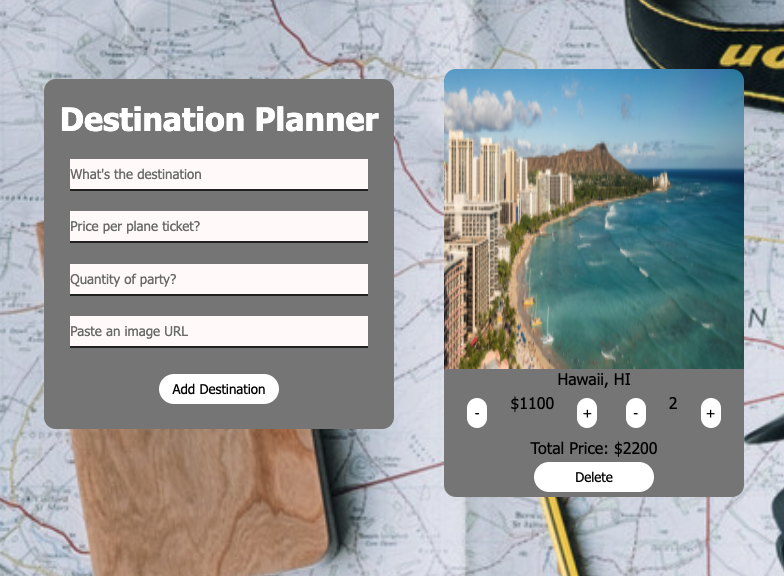 Destination Planner
What's the destination
Price per plane ticket?
Quantity of party?
Paste an image URL
Add Destination
Hawaii, HI
- $1100 + - 2 +
Total Price: $2200
Delete